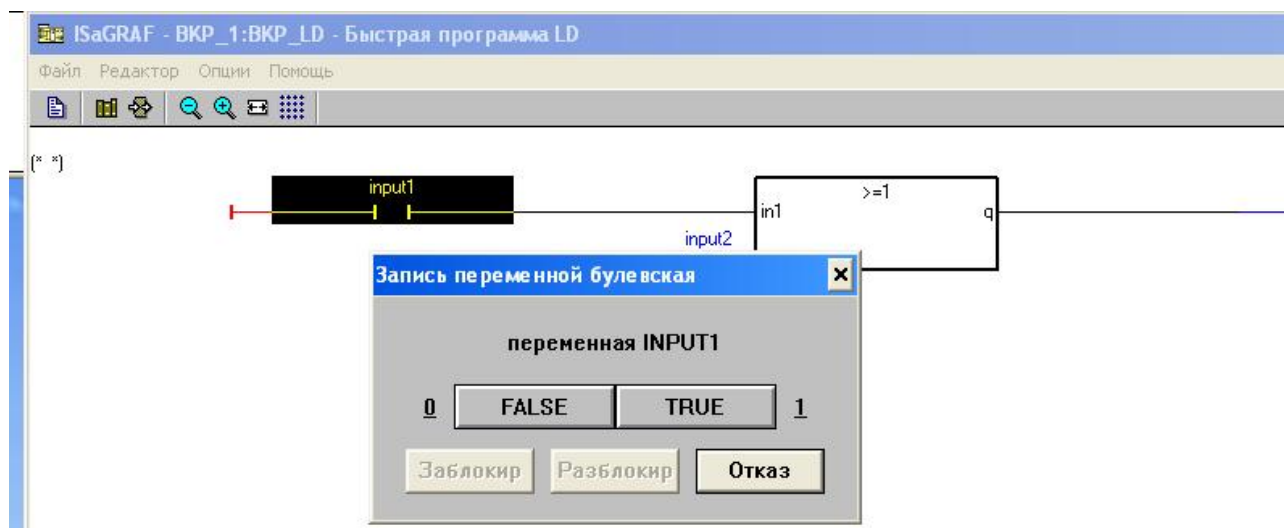 ISaGRAF - BKP_1:BKP_LD - Быстрая программа LD
Файл Редактор Опции Помощь
(* *)
input1
>=1
in1
q
input2
Запись переменной булевская
переменная INPUT1
0 FALSE TRUE 1
Заблокир Разблокир Отказ